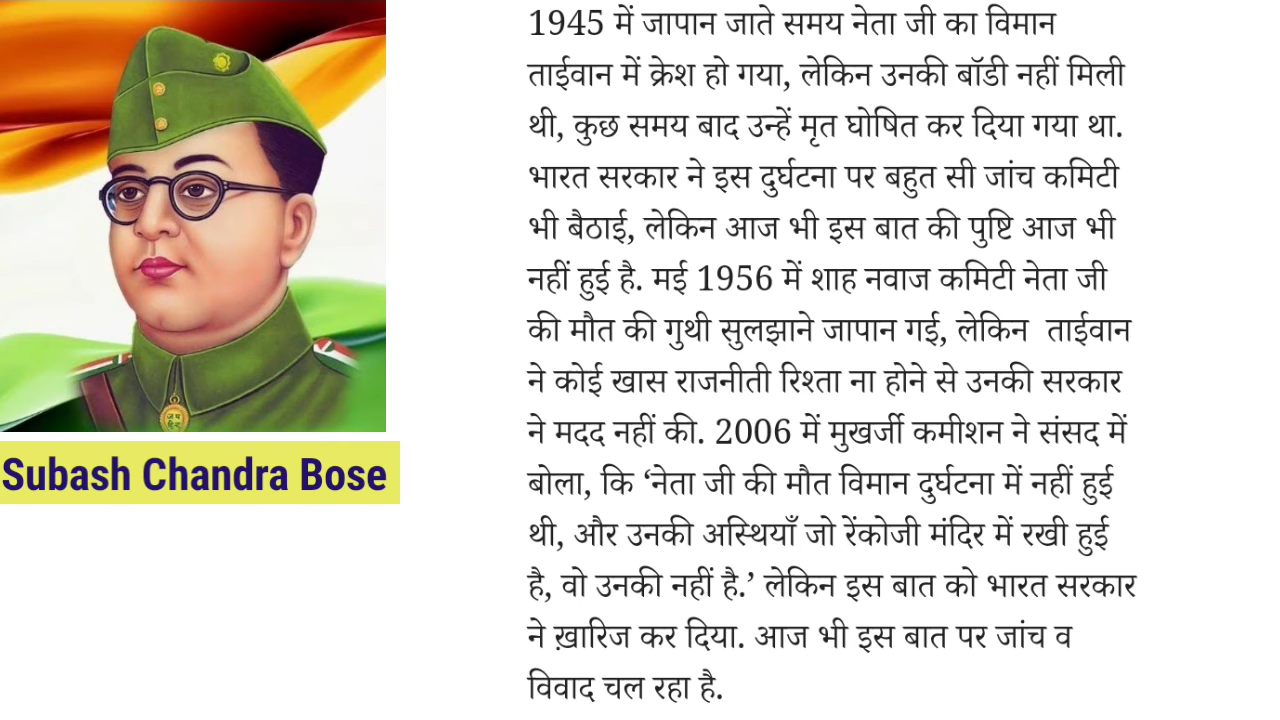 1945 में जापान जाते समय नेता जी का विमान
ताईवान में क्रेश हो गया, लेकिन उनकी बॉडी नहीं मिली
थी, कुछ समय बाद उन्हें मृत घोषित कर दिया गया था.
भारत सरकार ने इस दुर्घटना पर बहुत सी जांच कमिटी
भी बैठाई, लेकिन आज भी इस बात की पुष्टि आज भी
नहीं हुई है. मई 1956 में शाह नवाज कमिटी नेता जी
की मौत की गुथी सुलझाने जापान गई, लेकिन  ताईवान
ने कोई खास राजनीती रिश्ता ना होने से उनकी सरकार
ने मदद नहीं की. 2006 में मुखर्जी कमीशन ने संसद में
बोला, कि ‘नेता जी की मौत विमान दुर्घटना में नहीं हुई
थी, और उनकी अस्थियाँ जो रेंकोजी मंदिर में रखी हुई
है, वो उनकी नहीं है.’ लेकिन इस बात को भारत सरकार
ने ख़ारिज कर दिया. आज भी इस बात पर जांच व
विवाद चल रहा है.
जय
हिन्द
Subash Chandra Bose